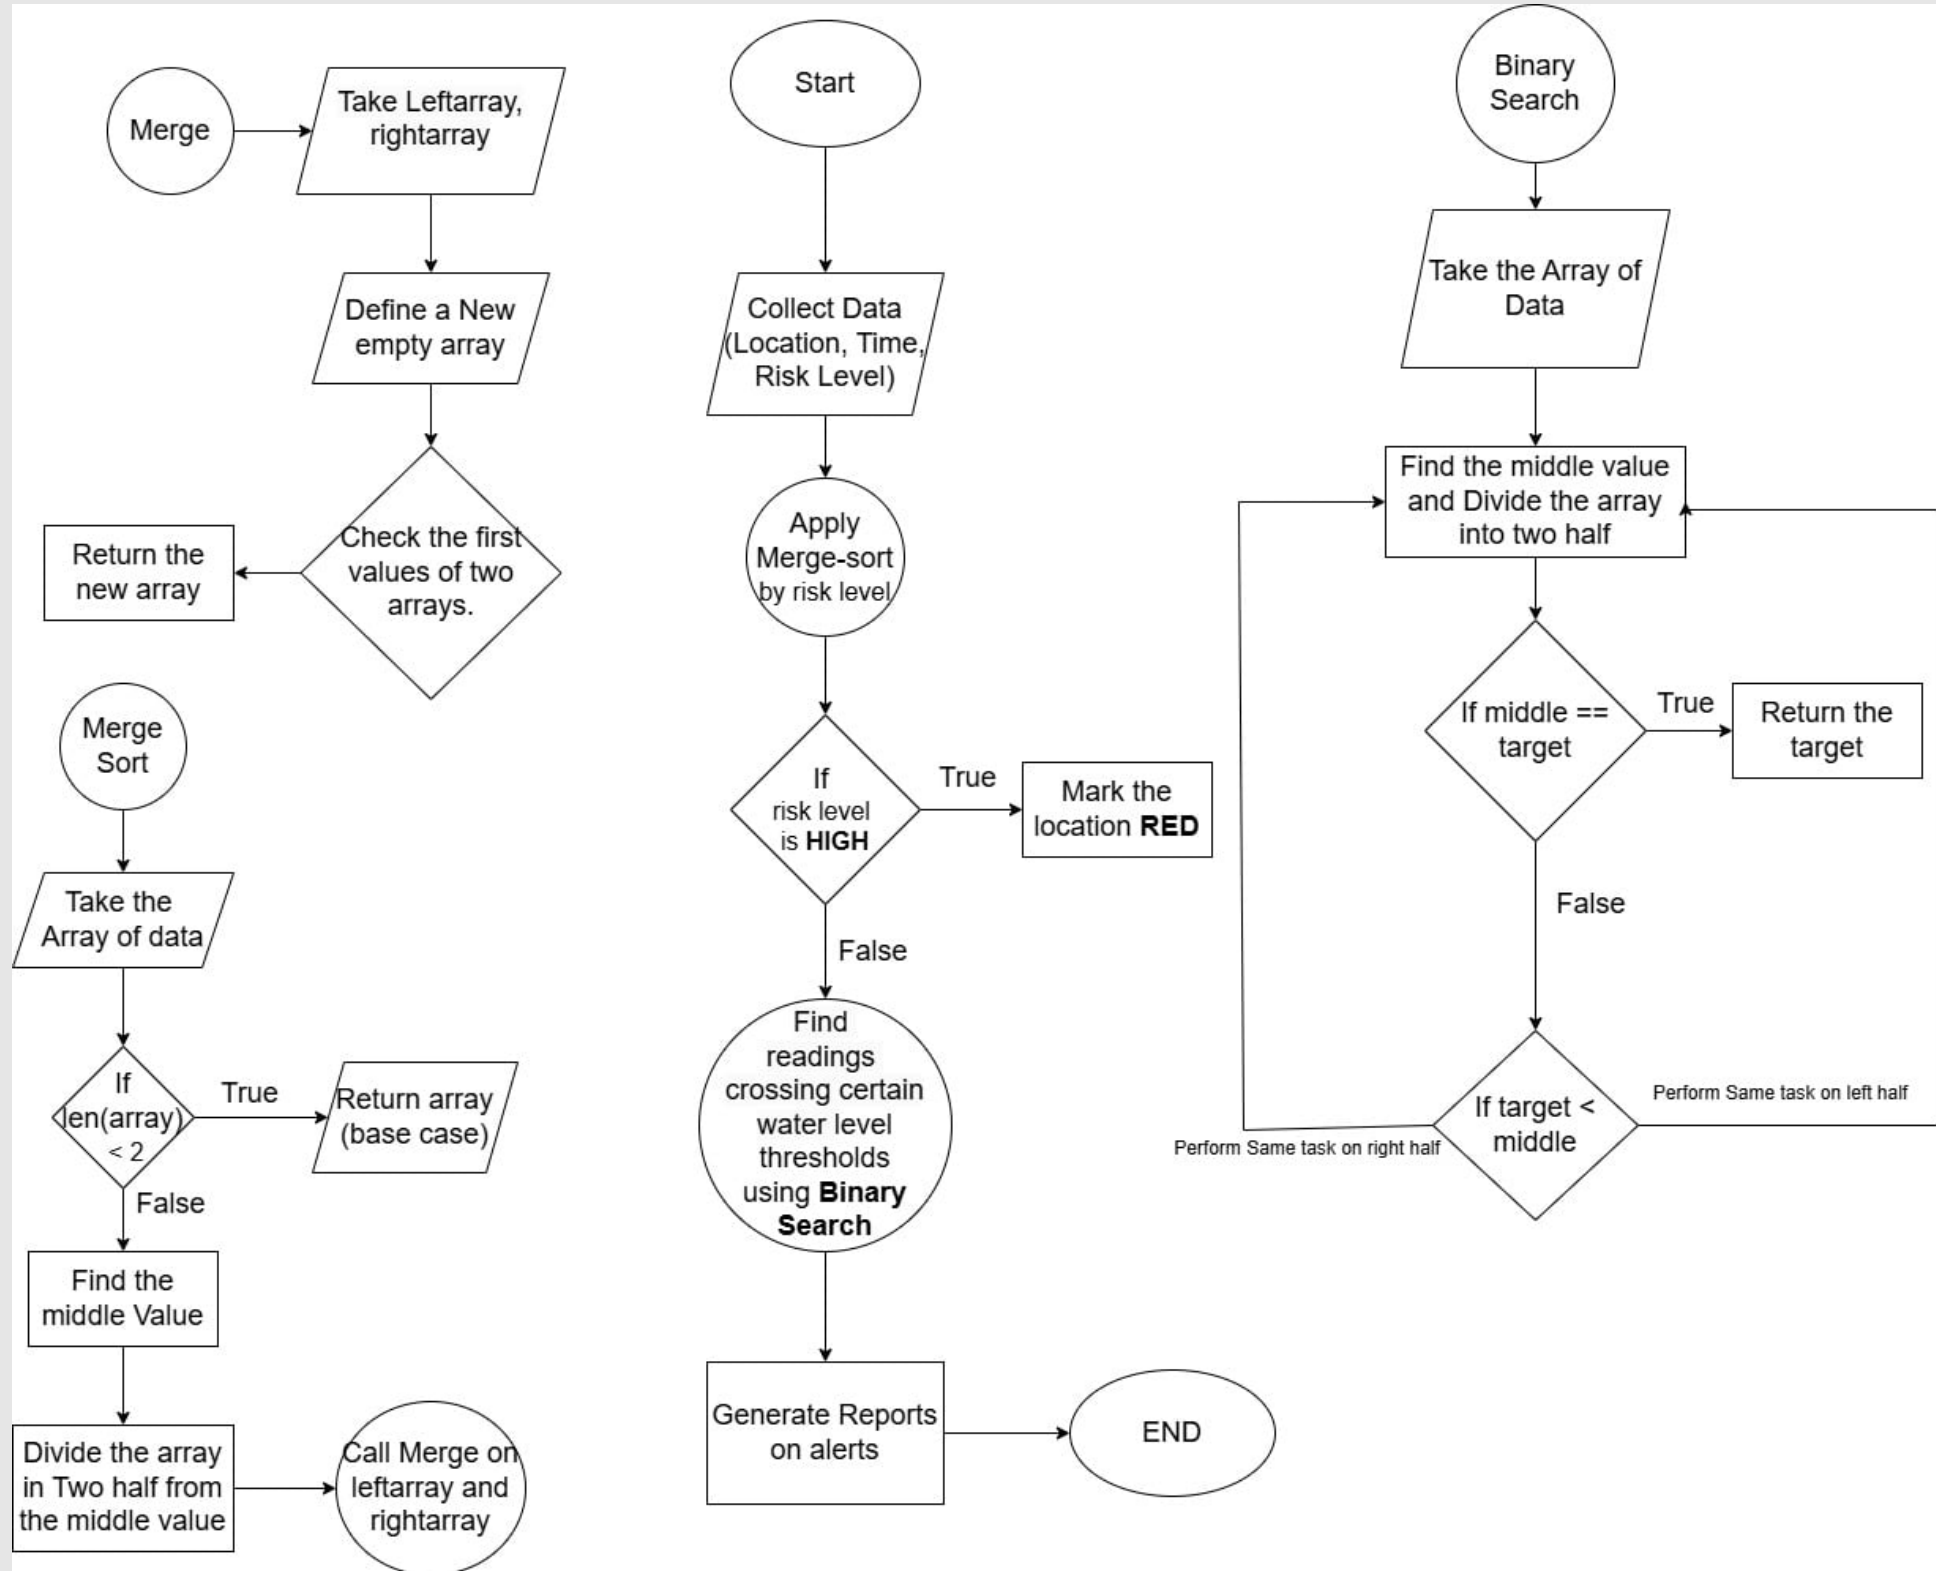 Merge
Take Leftarray,
rightarray
Define a New
empty array
Check the first
values of two
arrays.
Return the
new array
Merge
Sort
Take the
Array of data
If
len(array)
< 2
True
Return array
(base case)
False
Find the
middle Value
Divide the array
in Two half from
the middle value
Call Merge on
leftarray and
rightarray
Start
Collect Data
(Location, Time,
Risk Level)
Apply
Merge-sort
by risk level
If
risk level
is HIGH
True
Mark the
location RED
False
Find
readings
crossing certain
water level
thresholds
using Binary
Search
Generate Reports
on alerts
END
Binary
Search
Take the Array of
Data
Find the middle value
and Divide the array
into two half
If middle ==
target
True
Return the
target
False
If target <
middle
Perform Same task on left half
Perform Same task on right half